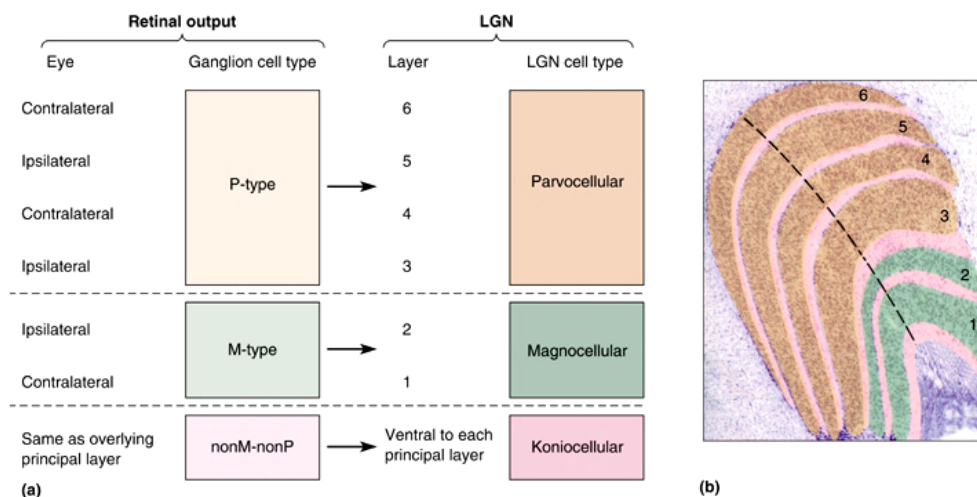 Retinal output LGN
Eye Ganglion cell type Layer LGN cell type
Contralateral 6
Ipsilateral 5
P-type Parvocellular
Contralateral 4
Ipsilateral 3
Ipsilateral 2
M-type Magnocellular
Contralateral 1
Same as overlying
principal layer
nonM-nonP
Ventral to each
principal layer
Koniocellular
(a)
6
5
4
3
2
1
(b)